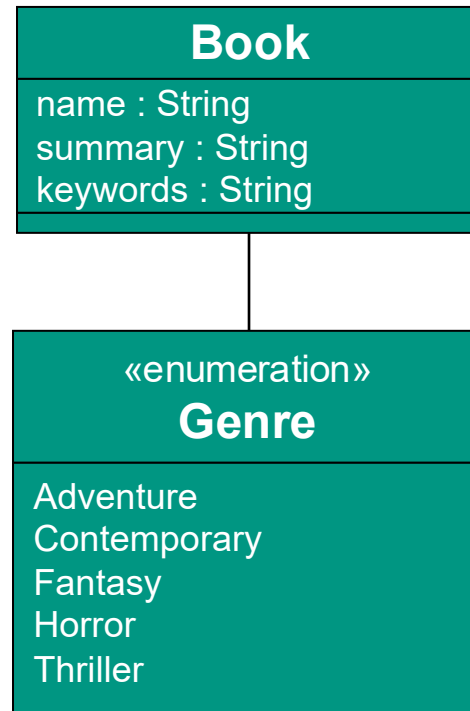 Book
name : String
summary : String
keywords : String
«enumeration»
Genre
Adventure
Contemporary
Fantasy
Horror
Thriller